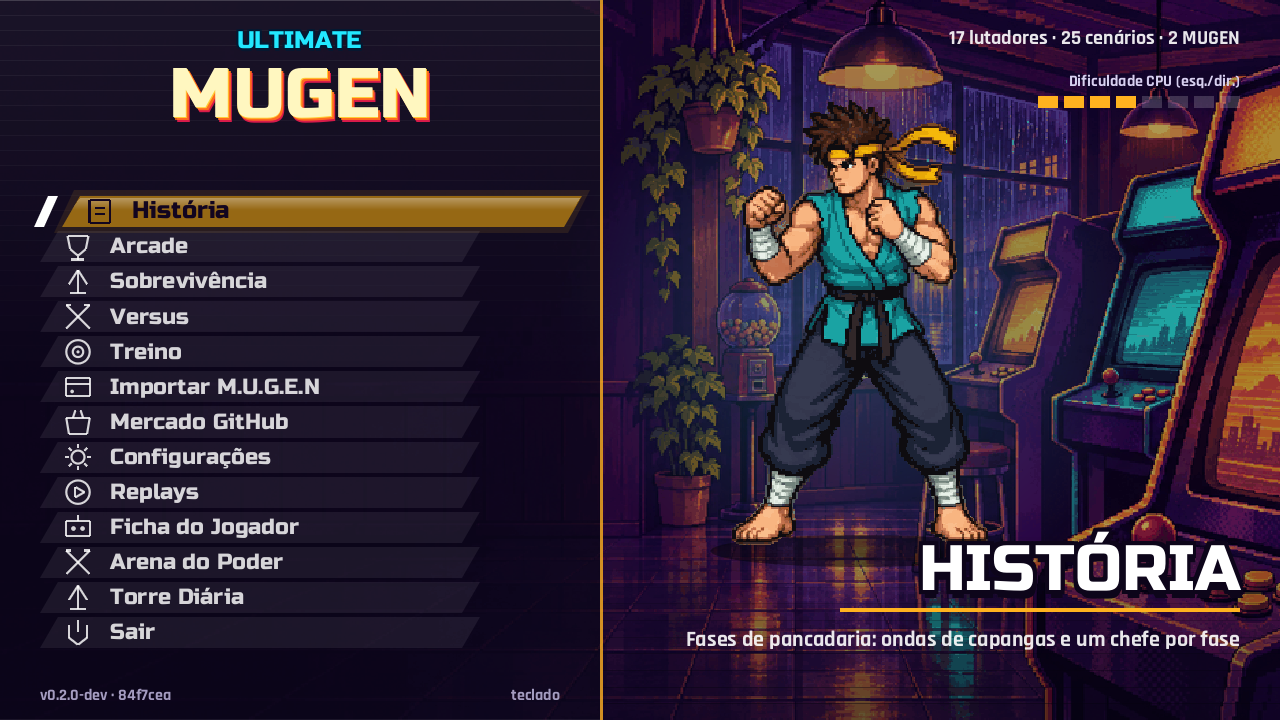 ULTIMATE
MUGEN
História
Arcade
Sobrevivência
Versus
Treino
Importar M.U.G.E.N
Mercado GitHub
Configurações
Replays
Ficha do Jogador
Arena do Poder
Torre Diária
Sair
v0.2.0-dev · 84f7cea
teclado
17 lutadores · 25 cenários · 2 MUGEN
Dificuldade CPU (esq./dir.)
HISTÓRIA
Fases de pancadaria: ondas de capangas e um chefe por fase